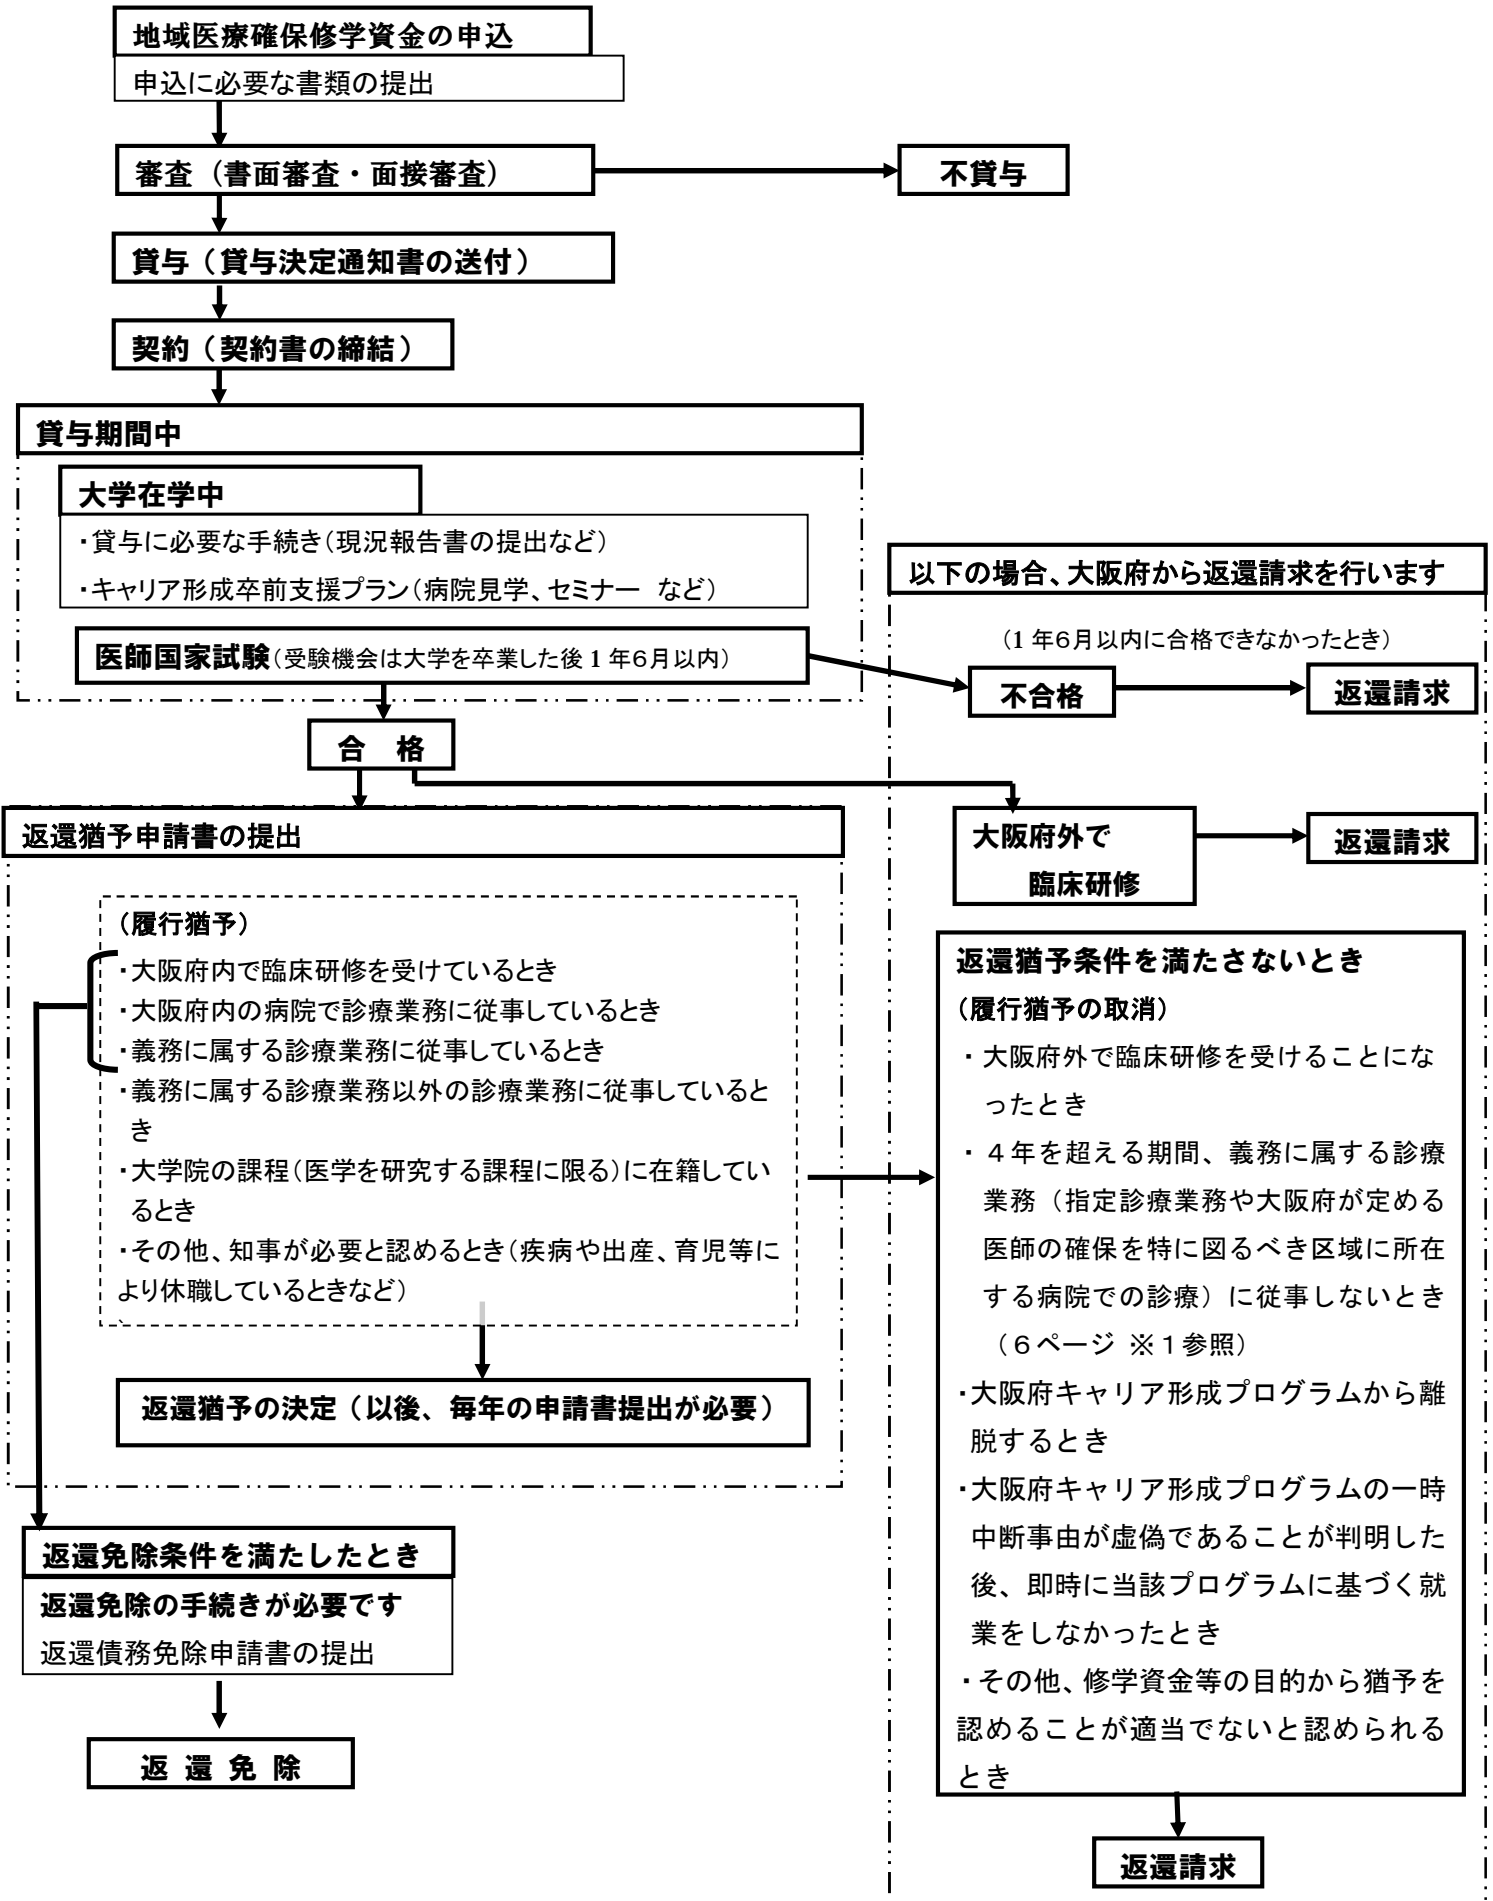 地域医療確保修学資金の申込
申込に必要な書類の提出
審査（書面審査・面接審査）
不貸与
貸与（貸与決定通知書の送付）
契約（契約書の締結）
貸与期間中
大学在学中
・貸与に必要な手続き（現況報告書の提出など）
・キャリア形成卒前支援プラン（病院見学、セミナー　など）
医師国家試験（受験機会は大学を卒業した後 1 年６月以内）
以下の場合、大阪府から返還請求を行います
（1 年６月以内に合格できなかったとき）
不合格
返還請求
合　格
大阪府外で
臨床研修
返還請求
返還猶予申請書の提出
（履行猶予）
・大阪府内で臨床研修を受けているとき
・大阪府内の病院で診療業務に従事しているとき
・義務に属する診療業務に従事しているとき
・義務に属する診療業務以外の診療業務に従事していると
き
・大学院の課程（医学を研究する課程に限る）に在籍してい
るとき
・その他、知事が必要と認めるとき（疾病や出産、育児等に
より休職しているときなど）
返還猶予の決定（以後、毎年の申請書提出が必要）
返還免除条件を満たしたとき
返還免除の手続きが必要です
返還債務免除申請書の提出
返 還 免 除
返還猶予条件を満たさないとき
（履行猶予の取消）
・大阪府外で臨床研修を受けることにな
ったとき
・４年を超える期間、義務に属する診療
業務（指定診療業務や大阪府が定める
医師の確保を特に図るべき区域に所在
する病院での診療）に従事しないとき
（６ページ ※１参照）
・大阪府キャリア形成プログラムから離
脱するとき
・大阪府キャリア形成プログラムの一時
中断事由が虚偽であることが判明した
後、即時に当該プログラムに基づく就
業をしなかったとき
・その他、修学資金等の目的から猶予を
認めることが適当でないと認められる
とき
返還請求